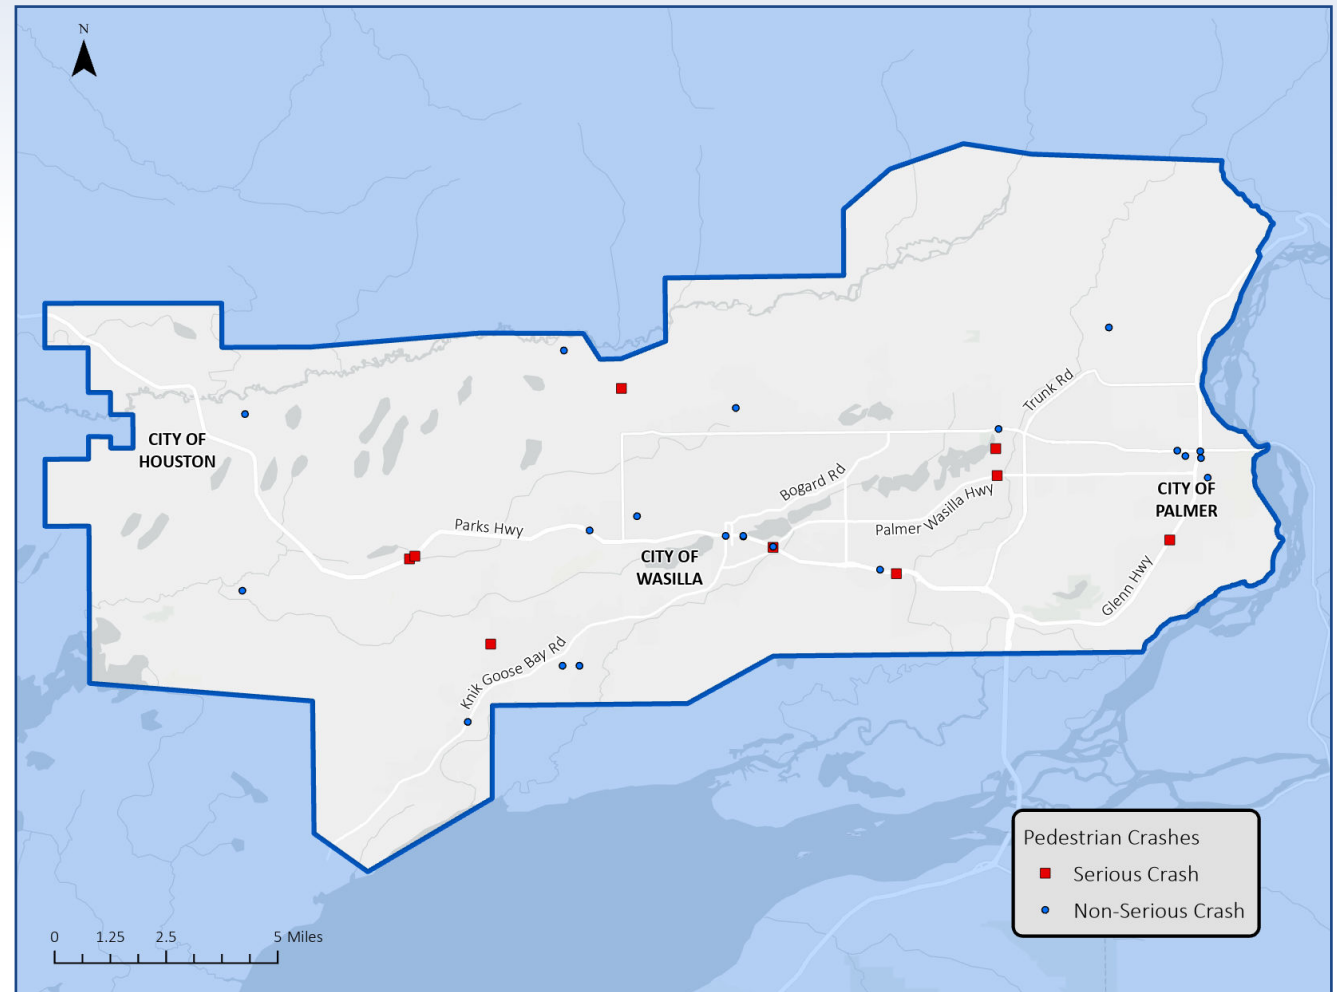 N
Trunk Rd
CITY OF
HOUSTON
Bogard Rd
CITY OF
PALMER
Palmer Wasilla Hwy
Parks Hwy
CITY OF
WASILLA
Glenn Hwy
Knik Goose Bay Rd
Pedestrian Crashes
Serious Crash
Non-Serious Crash
0 1.25 2.5 5 Miles